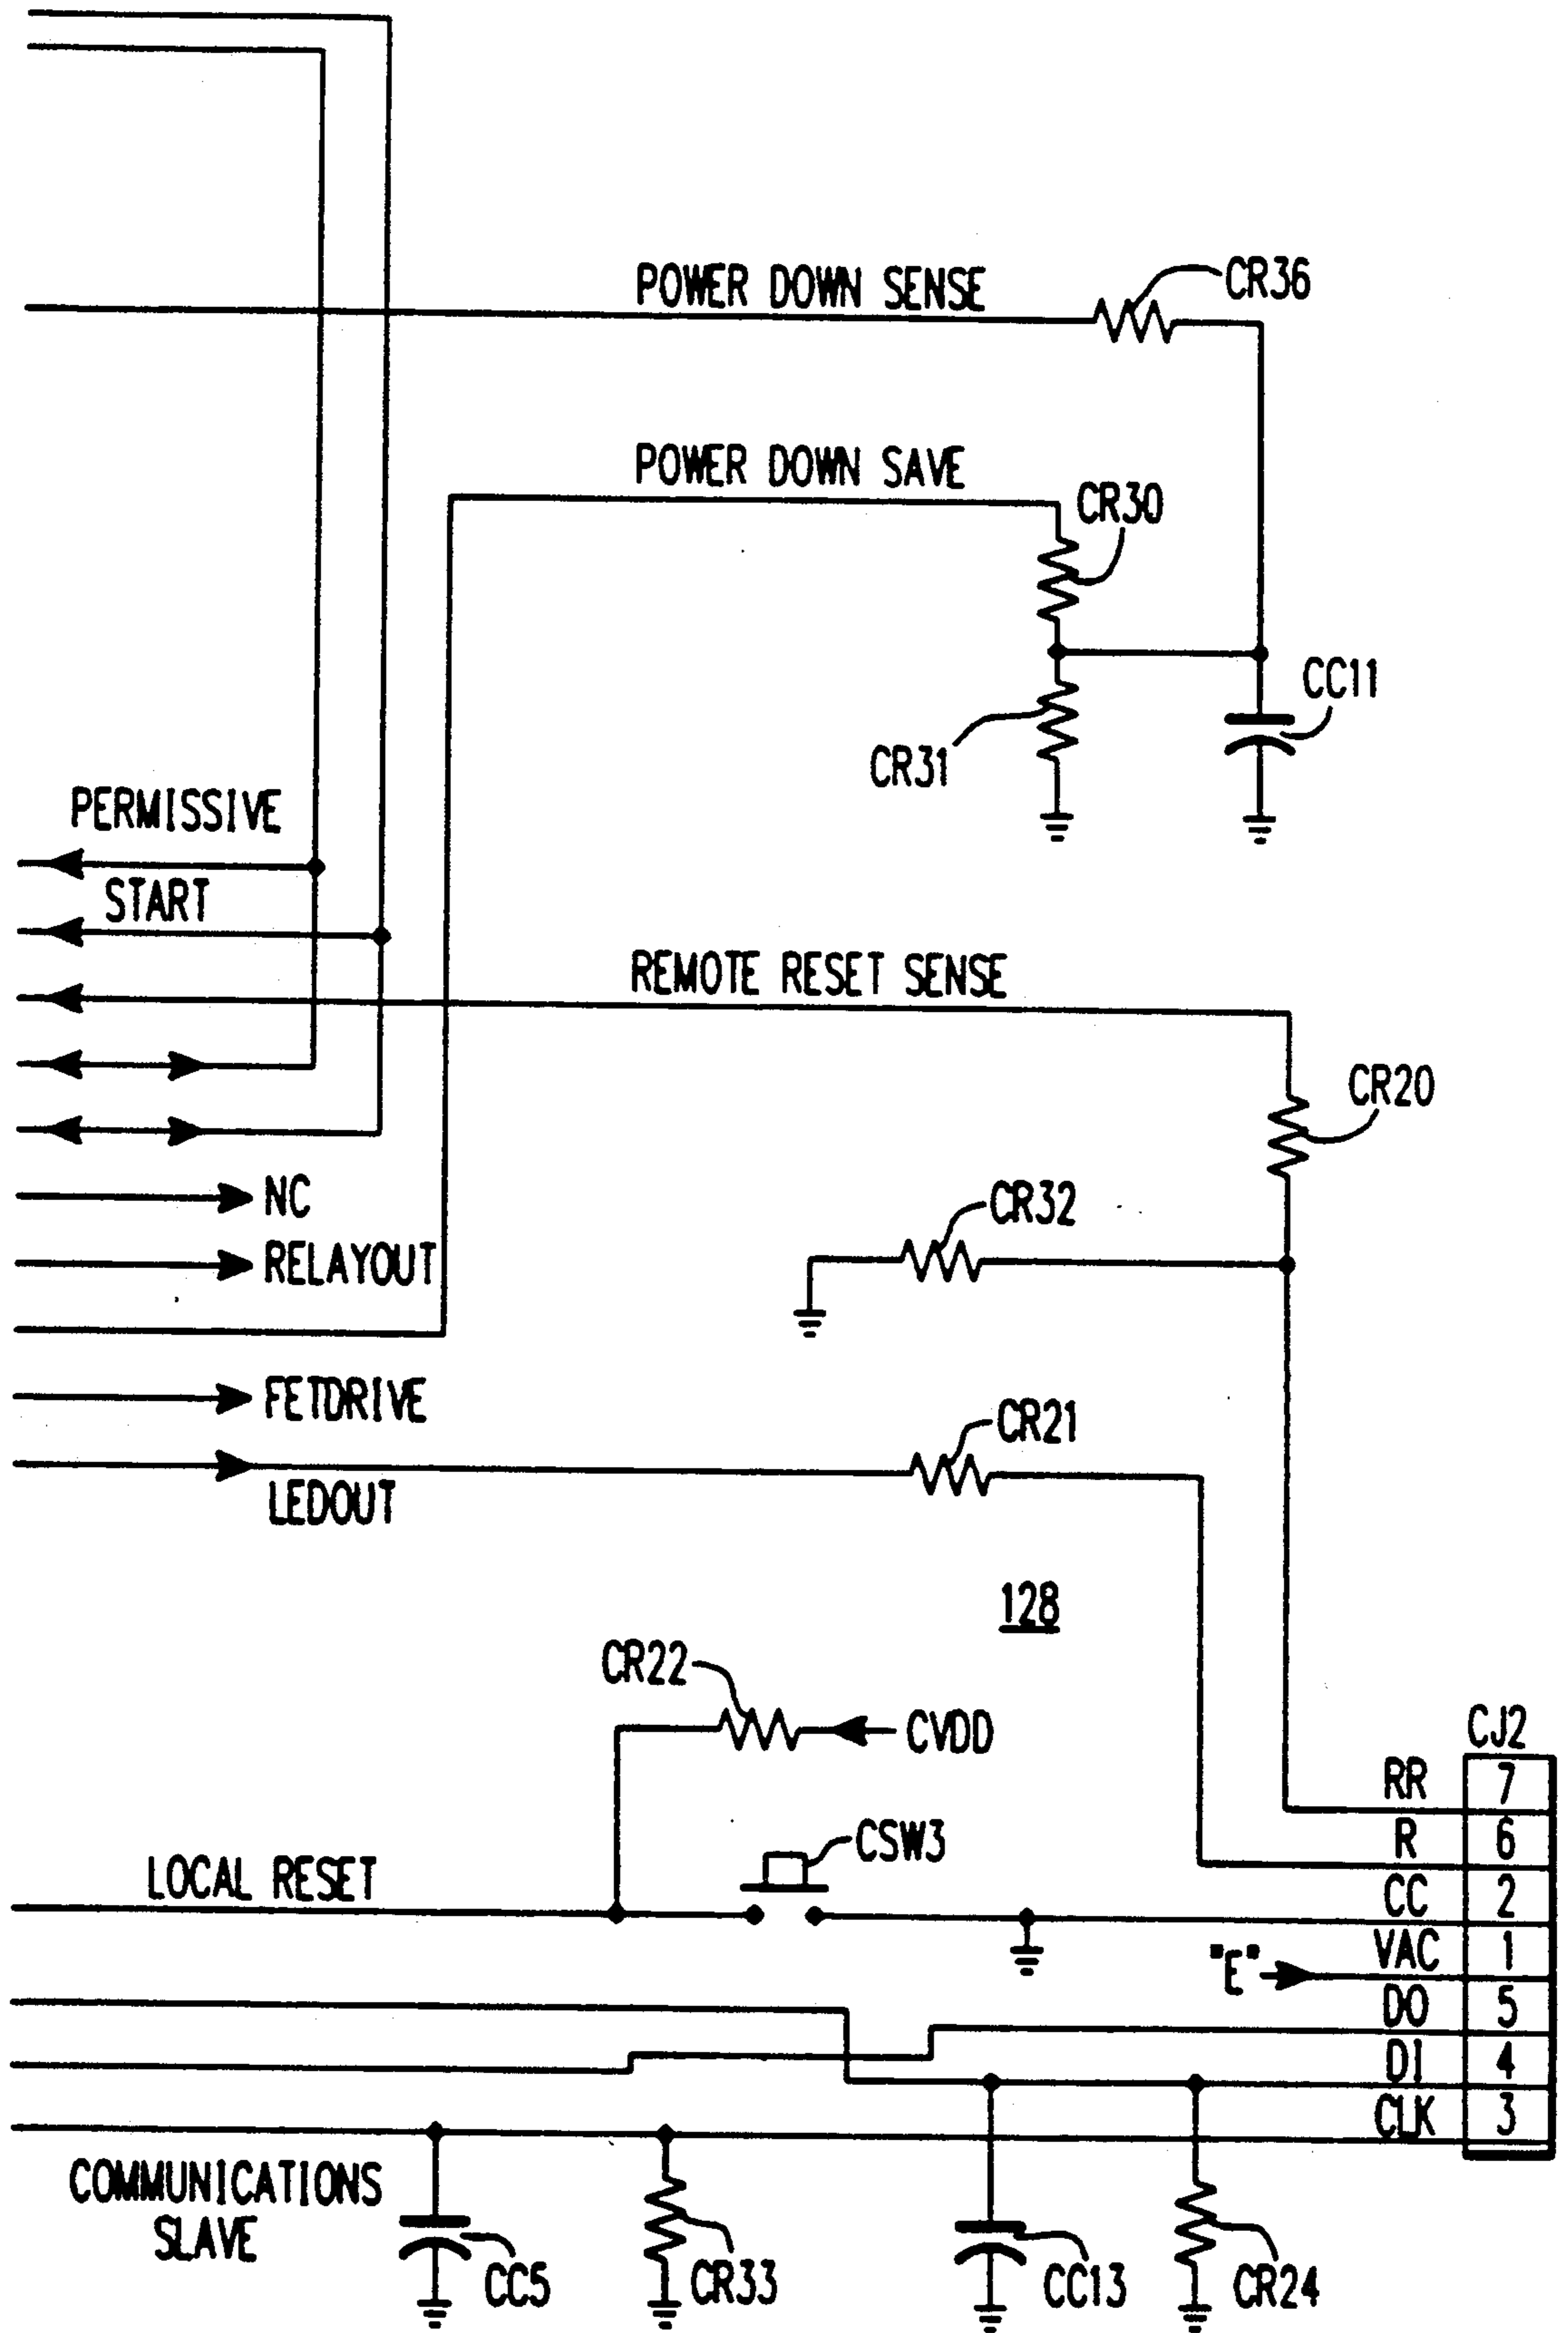 POWER DOWN SENSE
CR36
POWER DOWN SAVE
CR30
CC11
CR31
PERMISSIVE
START
REMOTE RESET SENSE
CR20
NC
CR32
RELAYOUT
FETDRIVE
CR21
LEDOUT
128
CR22
CVDD
CJ2
RR 7
CSW3
R 6
LOCAL RESET
CC 2
"E" VAC 1
DO 5
DI 4
CLK 3
COMMUNICATIONS
SLAVE
CC5
CR33
CC13
CR24